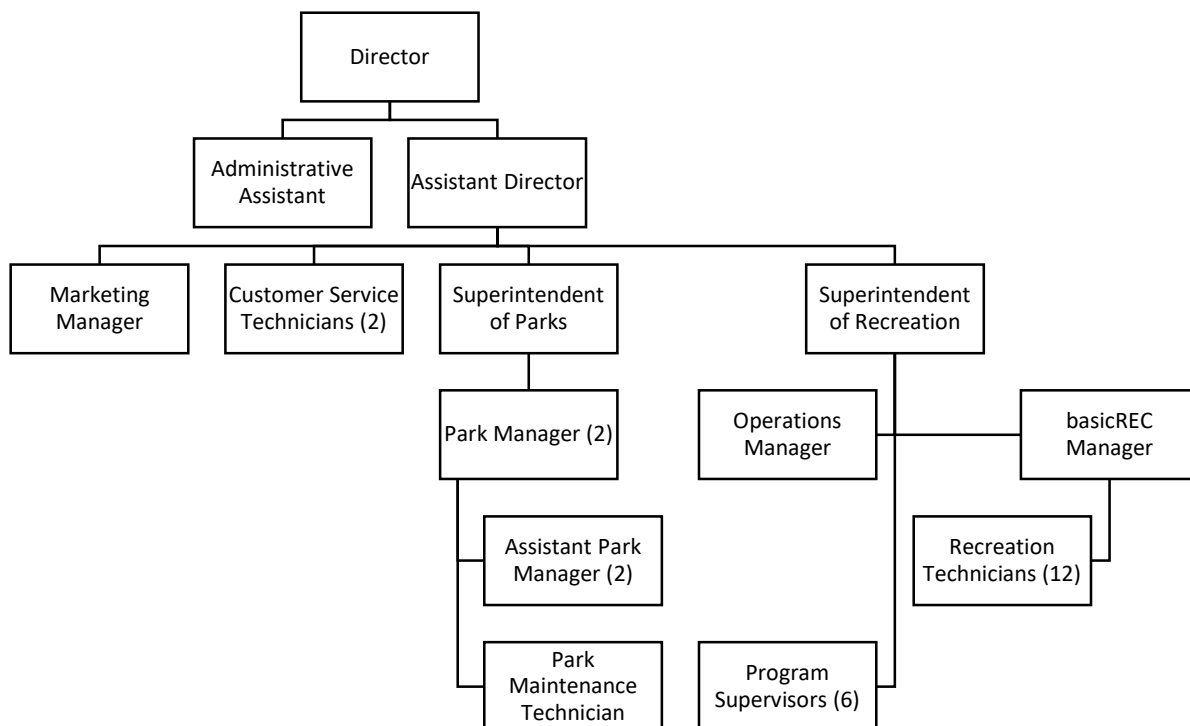 Director
Administrative
Assistant
Assistant Director
Marketing
Manager
Customer Service
Technicians (2)
Superintendent
of Parks
Superintendent
of Recreation
Park Manager (2)
Operations
Manager
basicREC
Manager
Assistant Park
Manager (2)
Recreation
Technicians (12)
Park
Maintenance
Technician
Program
Supervisors (6)